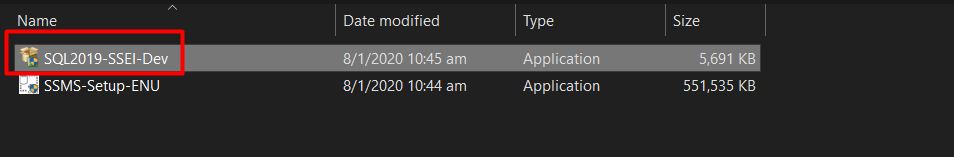 Name Date modified Type Size
SQL2019-SSEI-Dev 8/1/2020 10:45 am Application 5,691 KB
SSMS-Setup-ENU 8/1/2020 10:44 am Application 551,535 KB